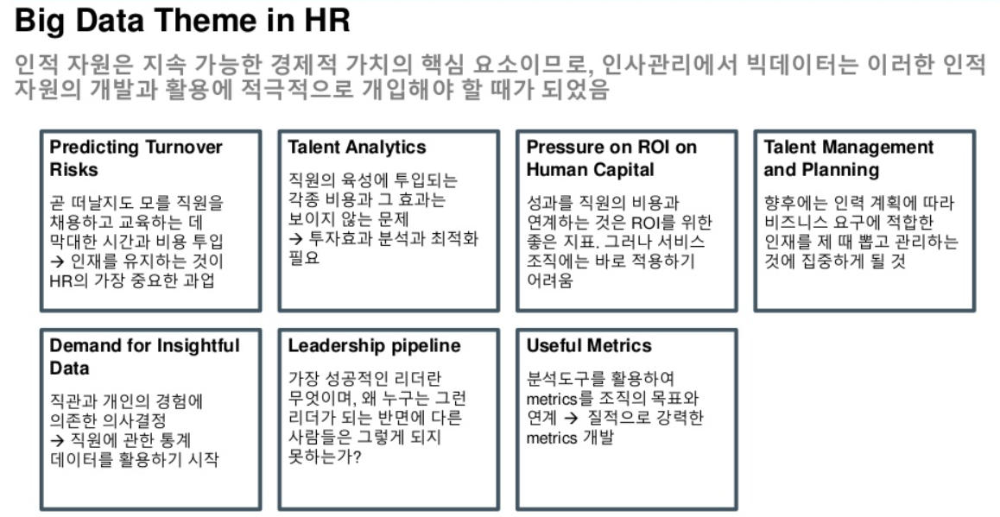 Big Data Theme in HR
인적 자원은 지속 가능한 경제적 가치의 핵심 요소이므로, 인사관리에서 빅데이터는 이러한 인적
자원의 개발과 활용에 적극적으로 개입해야 할 때가 되었음
Predicting Turnover
Risks
곧 떠날지도 모를 직원을
채용하고 교육하는 데
막대한 시간과 비용 투입
→ 인재를 유지하는 것이
HR의 가장 중요한 과업
Talent Analytics
직원의 육성에 투입되는
각종 비용과 그 효과는
보이지 않는 문제
→ 투자효과 분석과 최적화
필요
Pressure on ROI on
Human Capital
성과를 직원의 비용과
연계하는 것은 ROI를 위한
좋은 지표. 그러나 서비스
조직에는 바로 적용하기
어려움
Talent Management
and Planning
향후에는 인력 계획에 따라
비즈니스 요구에 적합한
인재를 제 때 뽑고 관리하는
것에 집중하게 될 것
Demand for Insightful
Data
직관과 개인의 경험에
의존한 의사결정
→ 직원에 관한 통계
데이터를 활용하기 시작
Leadership pipeline
가장 성공적인 리더란
무엇이며, 왜 누구는 그런
리더가 되는 반면에 다른
사람들은 그렇게 되지
못하는가?
Useful Metrics
분석도구를 활용하여
metrics를 조직의 목표와
연계 → 질적으로 강력한
metrics 개발